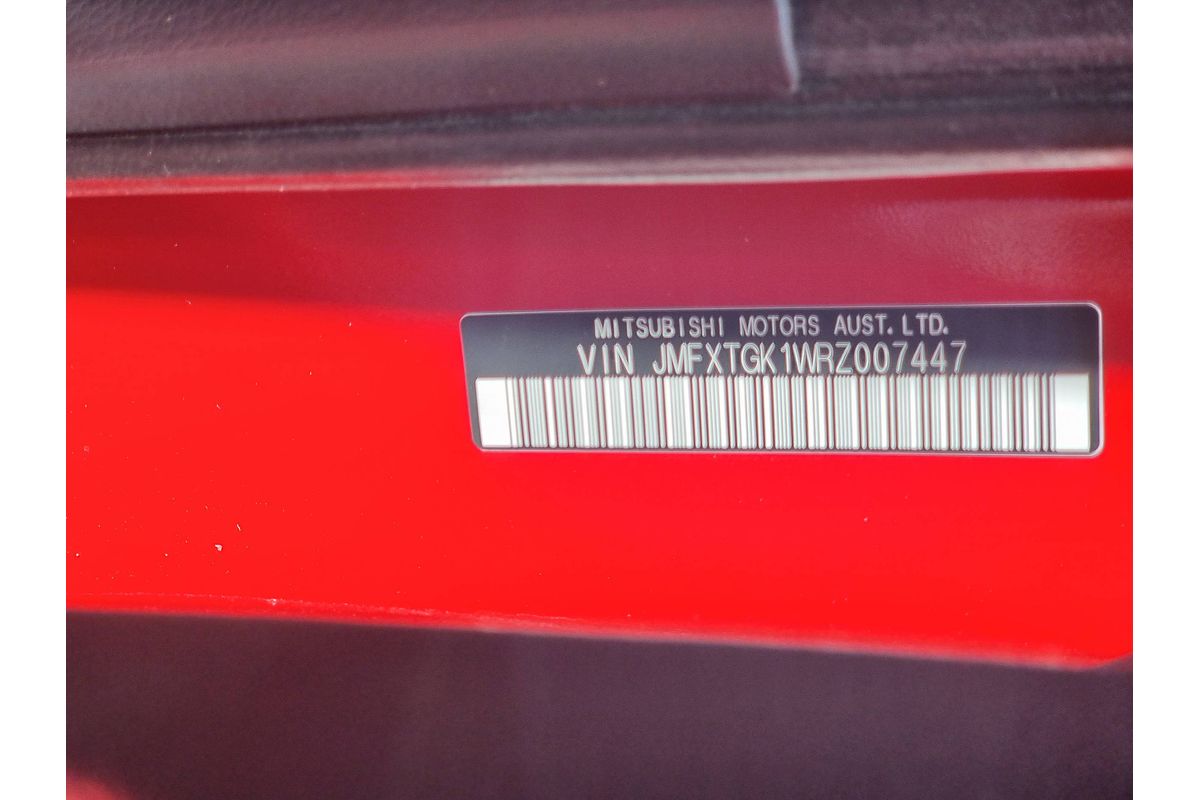 MITSUBISHI MOTORS AUST. LTD.
VIN JMFXTGK1WRZ007447